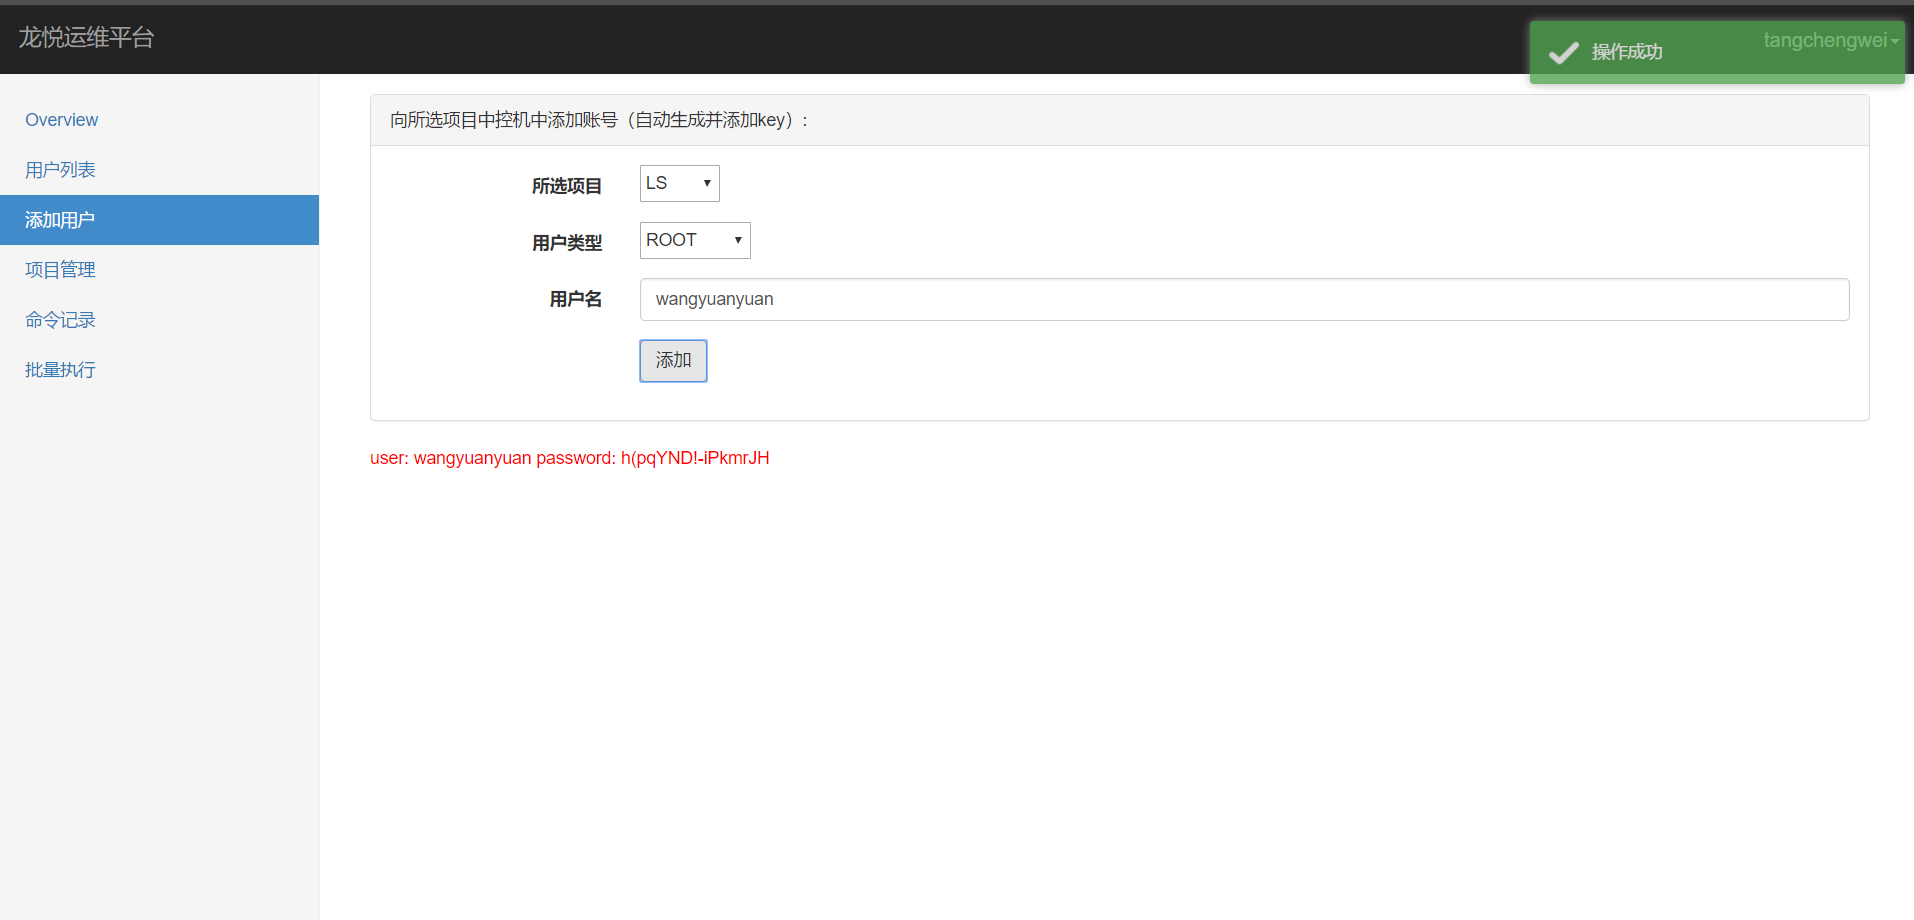 龙悦运维平台
操作成功
tangchengwei
Overview
用户列表
添加用户
项目管理
命令记录
批量执行
向所选项目中控机中添加账号（自动生成并添加key）:
所选项目 LS
用户类型 ROOT
用户名 wangyuanyuan
添加
user: wangyuanyuan password: h(pqYND!-iPkmrJH